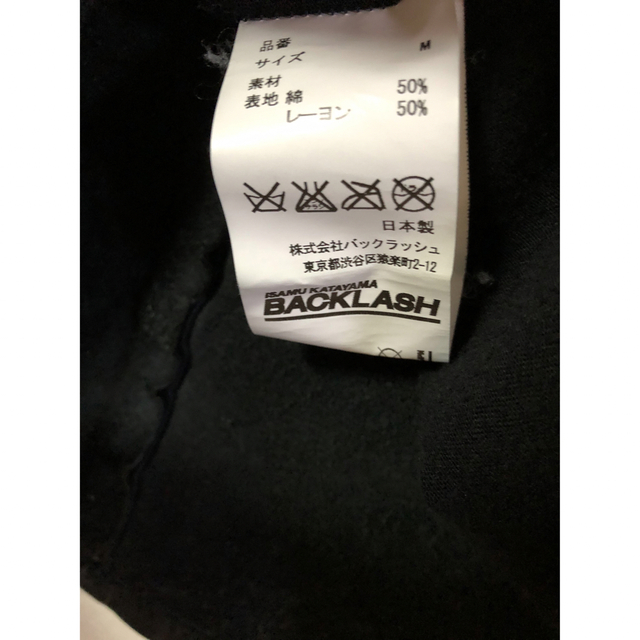 品番
サイズ M
素材
表地 綿 50%
レーヨン 50%
日本製
株式会社バックラッシュ
東京都渋谷区猿楽町2-12
ISAMU KATAYAMA
BACKLASH